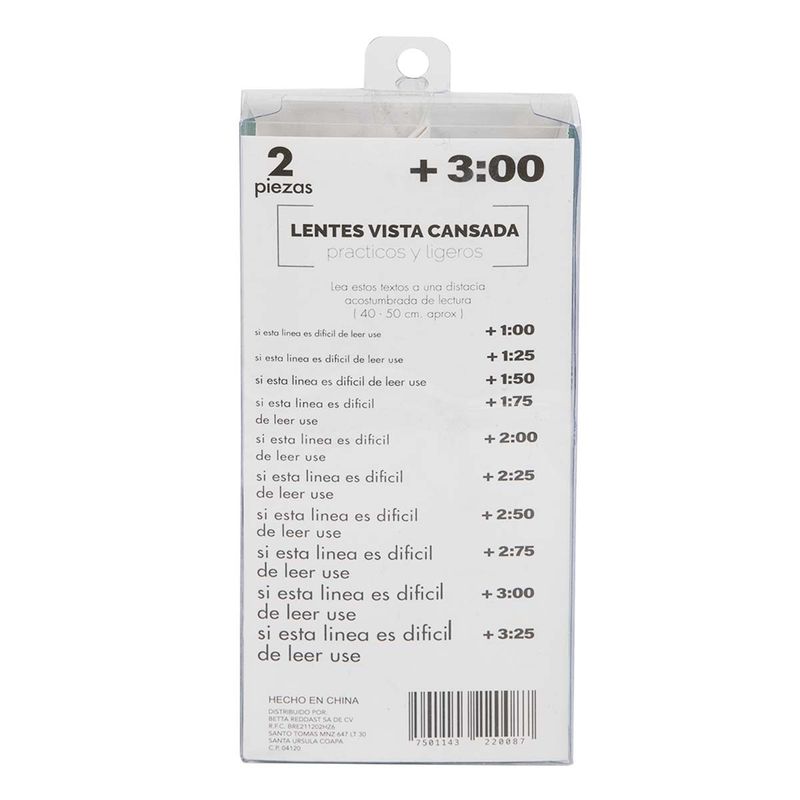 2 + 3:00
piezas
LENTES VISTA CANSADA
practicos y ligeros
Lea estos textos a una distacia
acostumbrada de lectura
( 40 - 50 cm. aprox )
si esta linea es dificil de leer use + 1:00
si esta linea es dificil de leer use + 1:25
si esta linea es dificil de leer use + 1:50
si esta linea es dificil + 1:75
de leer use
si esta linea es dificil + 2:00
de leer use
si esta linea es dificil + 2:25
de leer use
si esta linea es dificil + 2:50
de leer use
si esta linea es dificil + 2:75
de leer use
si esta linea es dificil + 3:00
de leer use
si esta linea es dificil + 3:25
de leer use
HECHO EN CHINA
DISTRIBUIDO POR:
BETTA REDDAST SA DE CV
R.F.C. BRE211202HZ6
SANTO TOMAS MNZ 647 LT 30
SANTA URSULA COAPA
C.P. 04120
7501143 220087